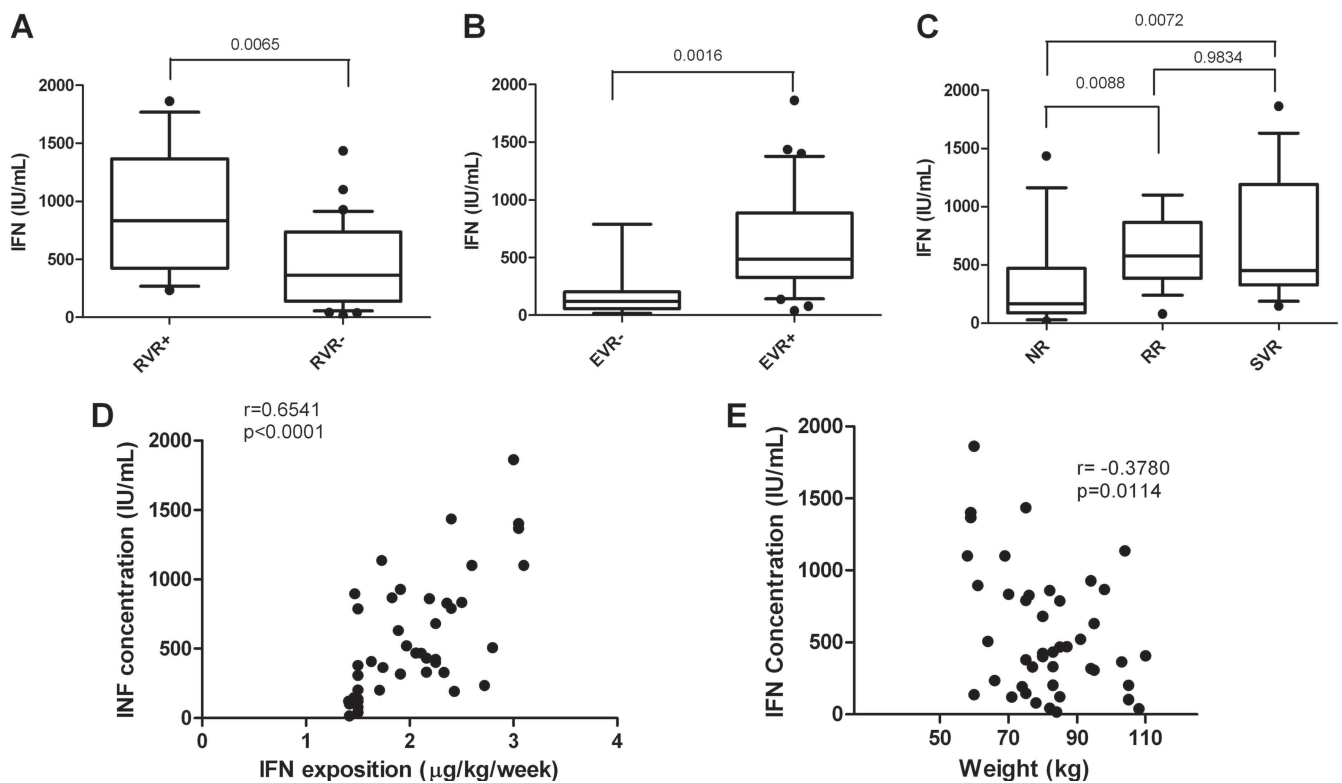 A
0.0065
IFN (IU/mL)
2000
1500
1000
500
0
RVR+
RVR-
B
0.0016
IFN (IU/mL)
2000
1500
1000
500
0
EVR-
EVR+
C
0.0072
0.9834
0.0088
IFN (IU/mL)
2000
1500
1000
500
0
NR
RR
SVR
D
r=0.6541
p<0.0001
INF concentration (IU/mL)
2000
1500
1000
500
0
0 1 2 3 4
IFN exposition (μg/kg/week)
E
r= -0.3780
p=0.0114
IFN Concentration (IU/mL)
2000
1500
1000
500
0
50 70 90 110
Weight (kg)